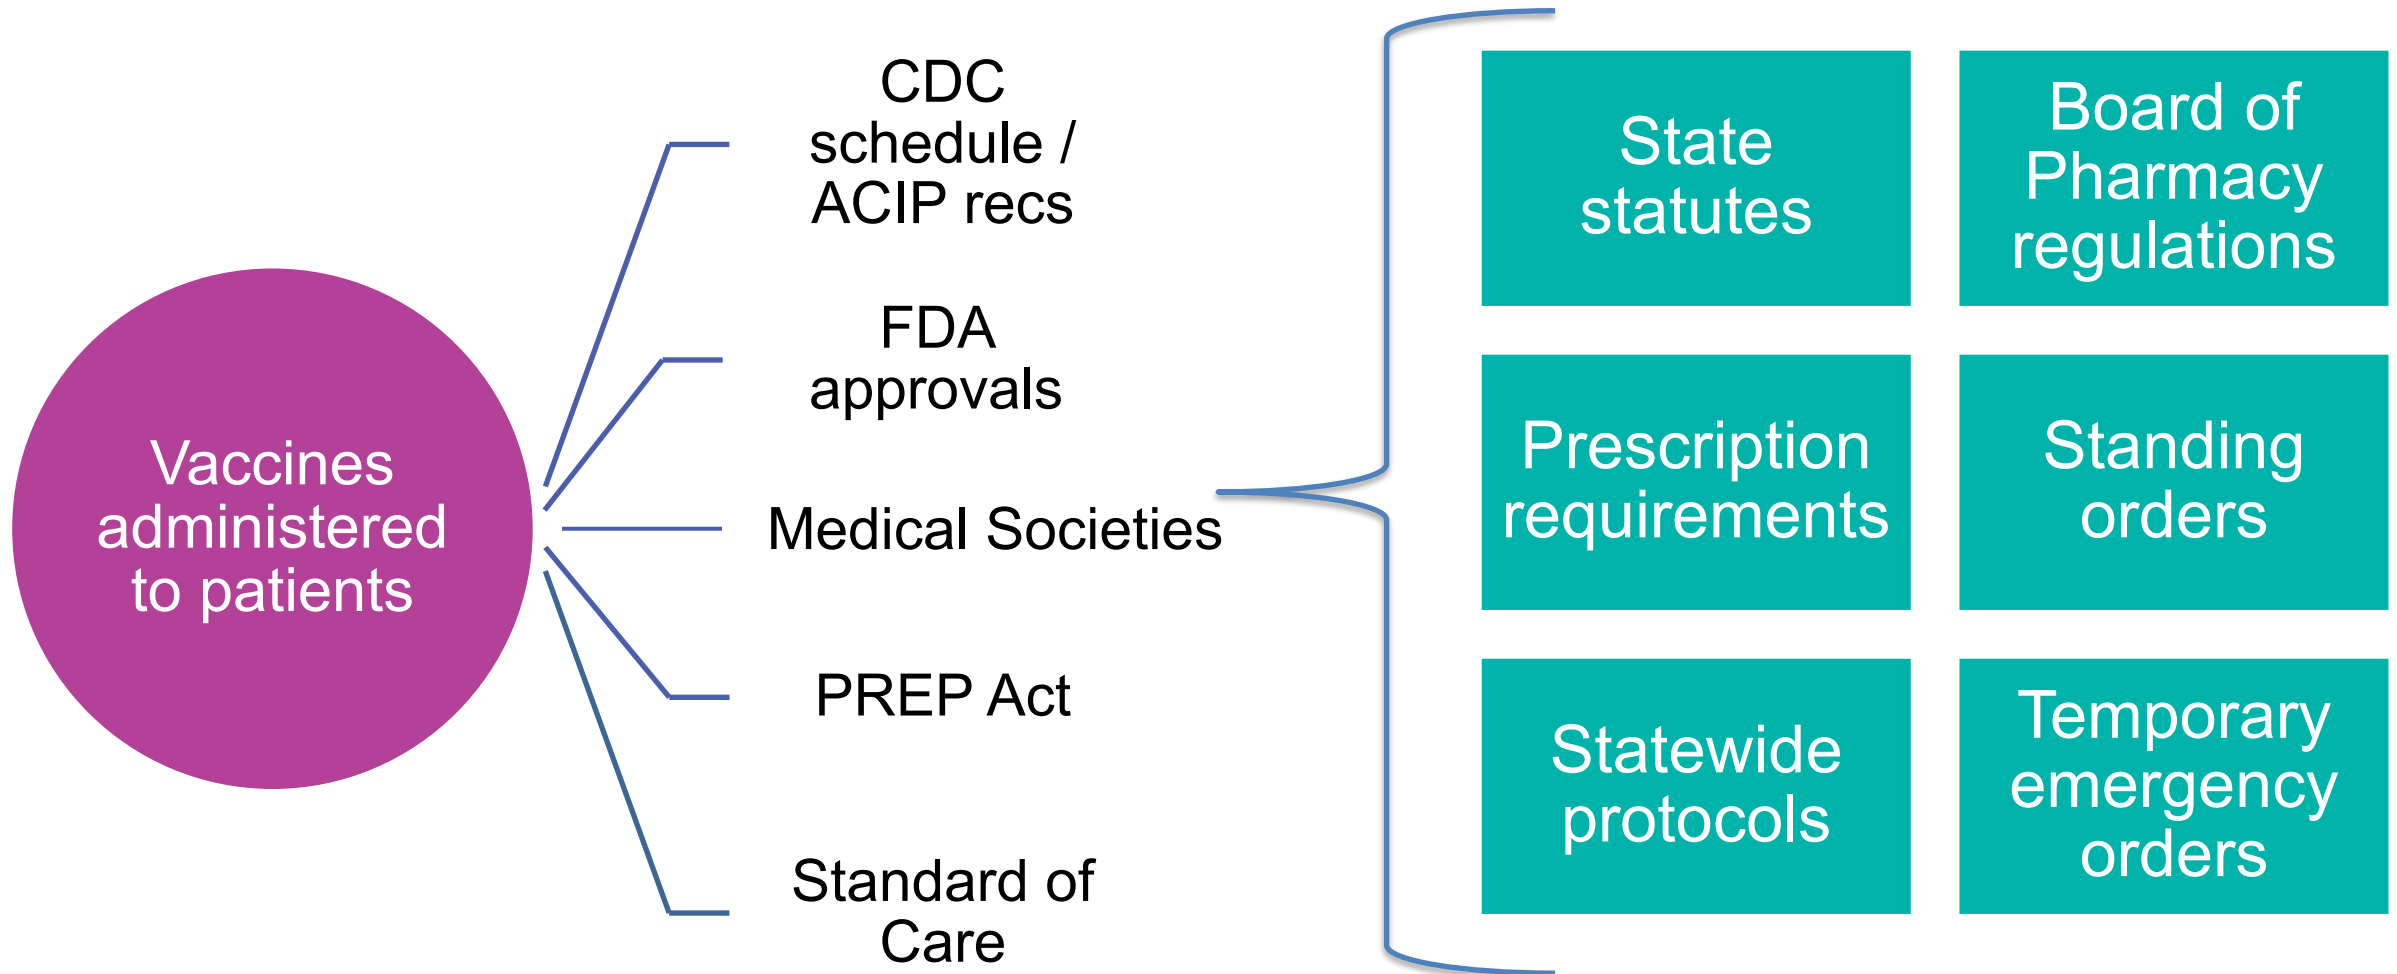 Vaccines
administered
to patients
CDC
schedule /
ACIP recs
FDA
approvals
Medical Societies
PREP Act
Standard of
Care
State
statutes
Board of
Pharmacy
regulations
Prescription
requirements
Standing
orders
Statewide
protocols
Temporary
emergency
orders